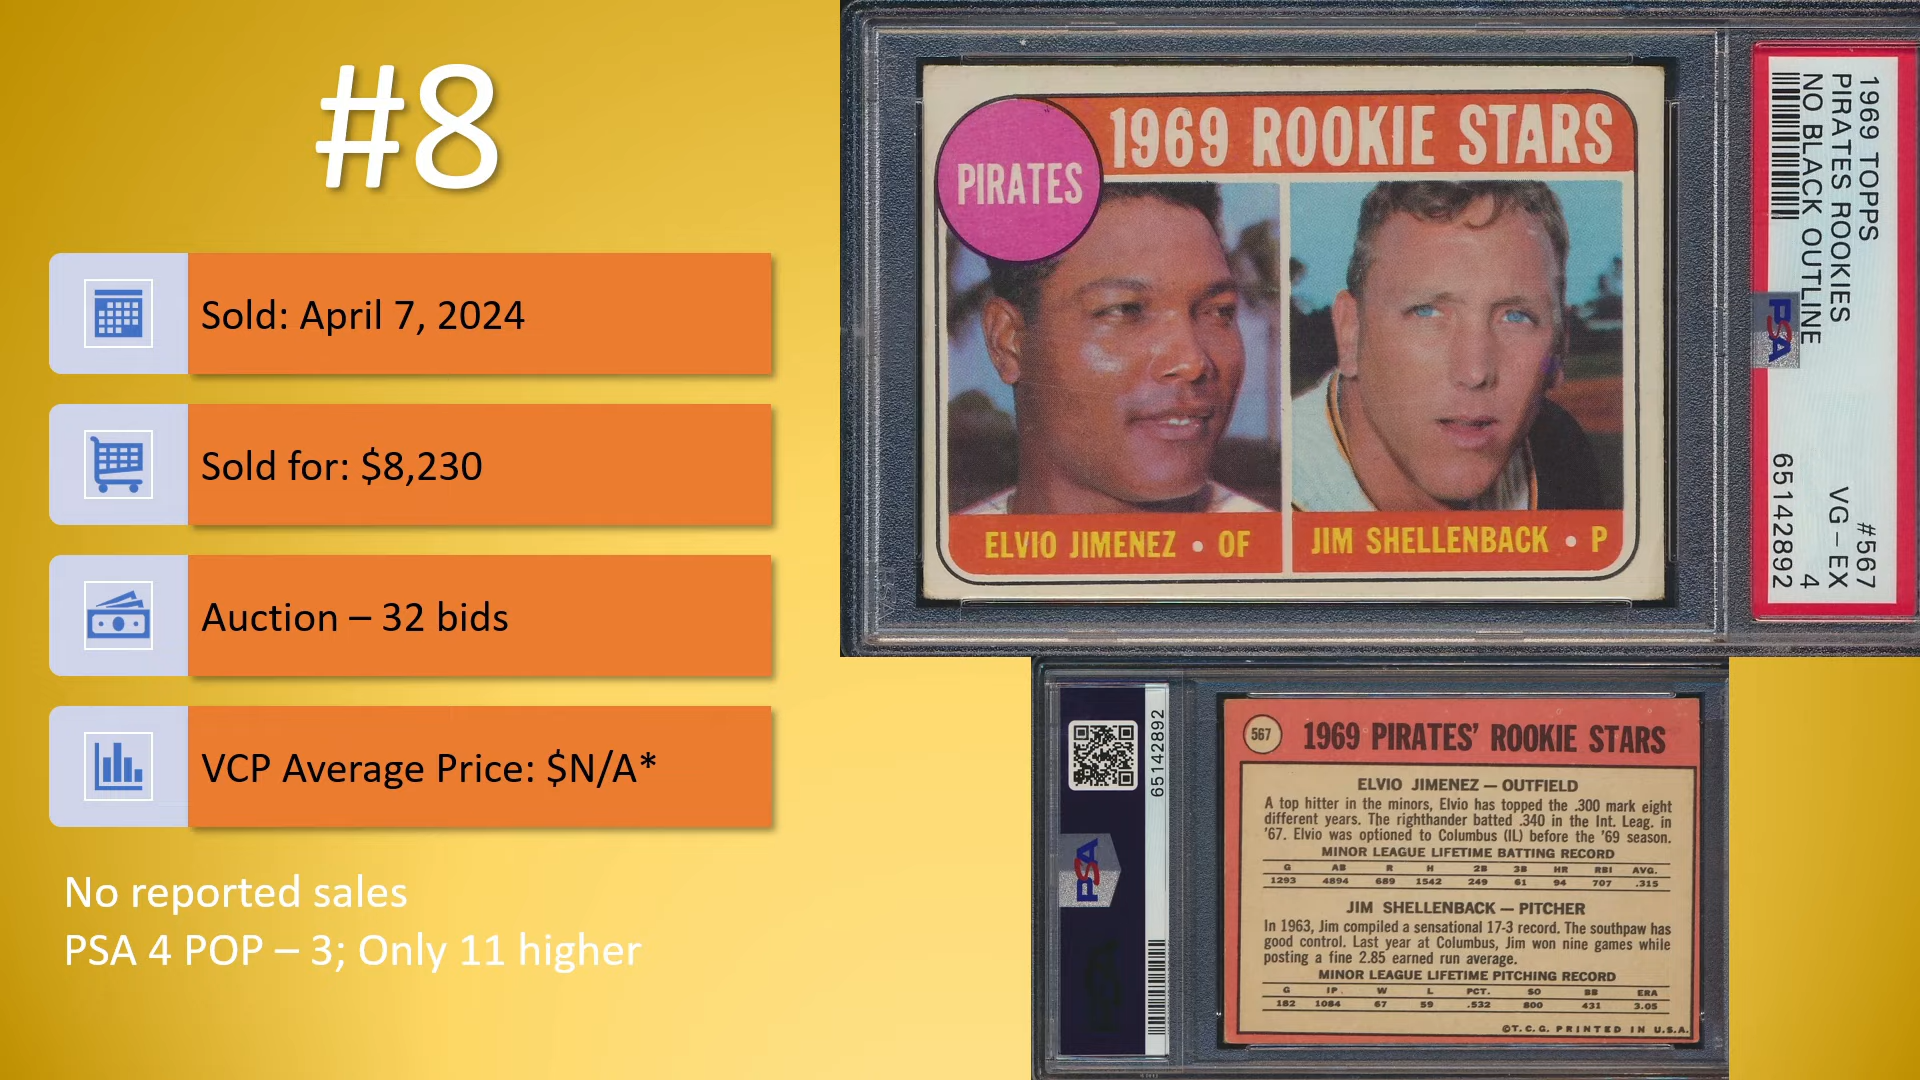 #8
Sold: April 7, 2024
Sold for: $8,230
Auction – 32 bids
VCP Average Price: $N/A*
No reported sales
PSA 4 POP – 3; Only 11 higher
1969 ROOKIE STARS
PIRATES
ELVIO JIMENEZ • OF
JIM SHELLENBACK • P
1969 TOPPS #567
PIRATES ROOKIES VG - EX
NO BLACK OUTLINE 4
65142892
PSA
65142892
PSA
567
1969 PIRATES' ROOKIE STARS
ELVIO JIMENEZ — OUTFIELD
A top hitter in the minors, Elvio has topped the .300 mark eight
different years. The righthander batted .340 in the Int. Leag. in
'67. Elvio was optioned to Columbus (IL) before the '69 season.
MINOR LEAGUE LIFETIME BATTING RECORD
G AB R H 2B 3B HR RBI AVG.
1293 4894 689 1542 249 61 94 707 .315
JIM SHELLENBACK — PITCHER
In 1963, Jim compiled a sensational 17-3 record. The southpaw has
good control. Last year at Columbus, Jim won nine games while
posting a fine 2.85 earned run average.
MINOR LEAGUE LIFETIME PITCHING RECORD
G IP. W L PCT. SO BB ERA
182 1084 67 59 .532 800 431 3.05
©T.C.G. PRINTED IN U.S.A.